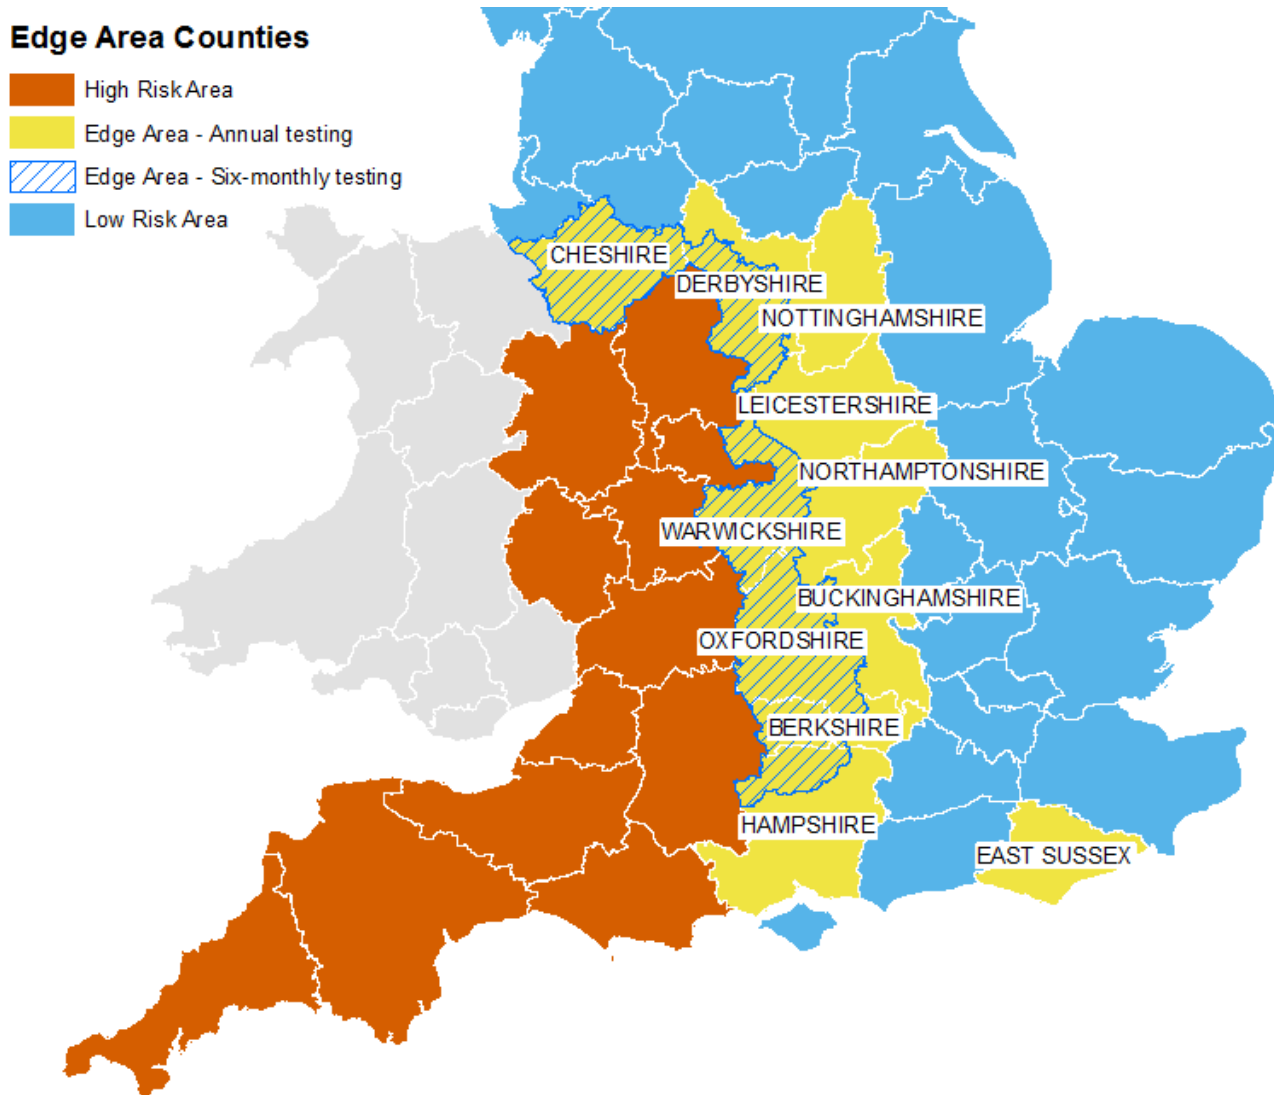 Edge Area Counties
High Risk Area
Edge Area - Annual testing
Edge Area - Six-monthly testing
Low Risk Area
CHESHIRE
DERBYSHIRE
NOTTINGHAMSHIRE
LEICESTERSHIRE
NORTHAMPTONSHIRE
WARWICKSHIRE
BUCKINGHAMSHIRE
OXFORDSHIRE
BERKSHIRE
HAMPSHIRE
EAST SUSSEX